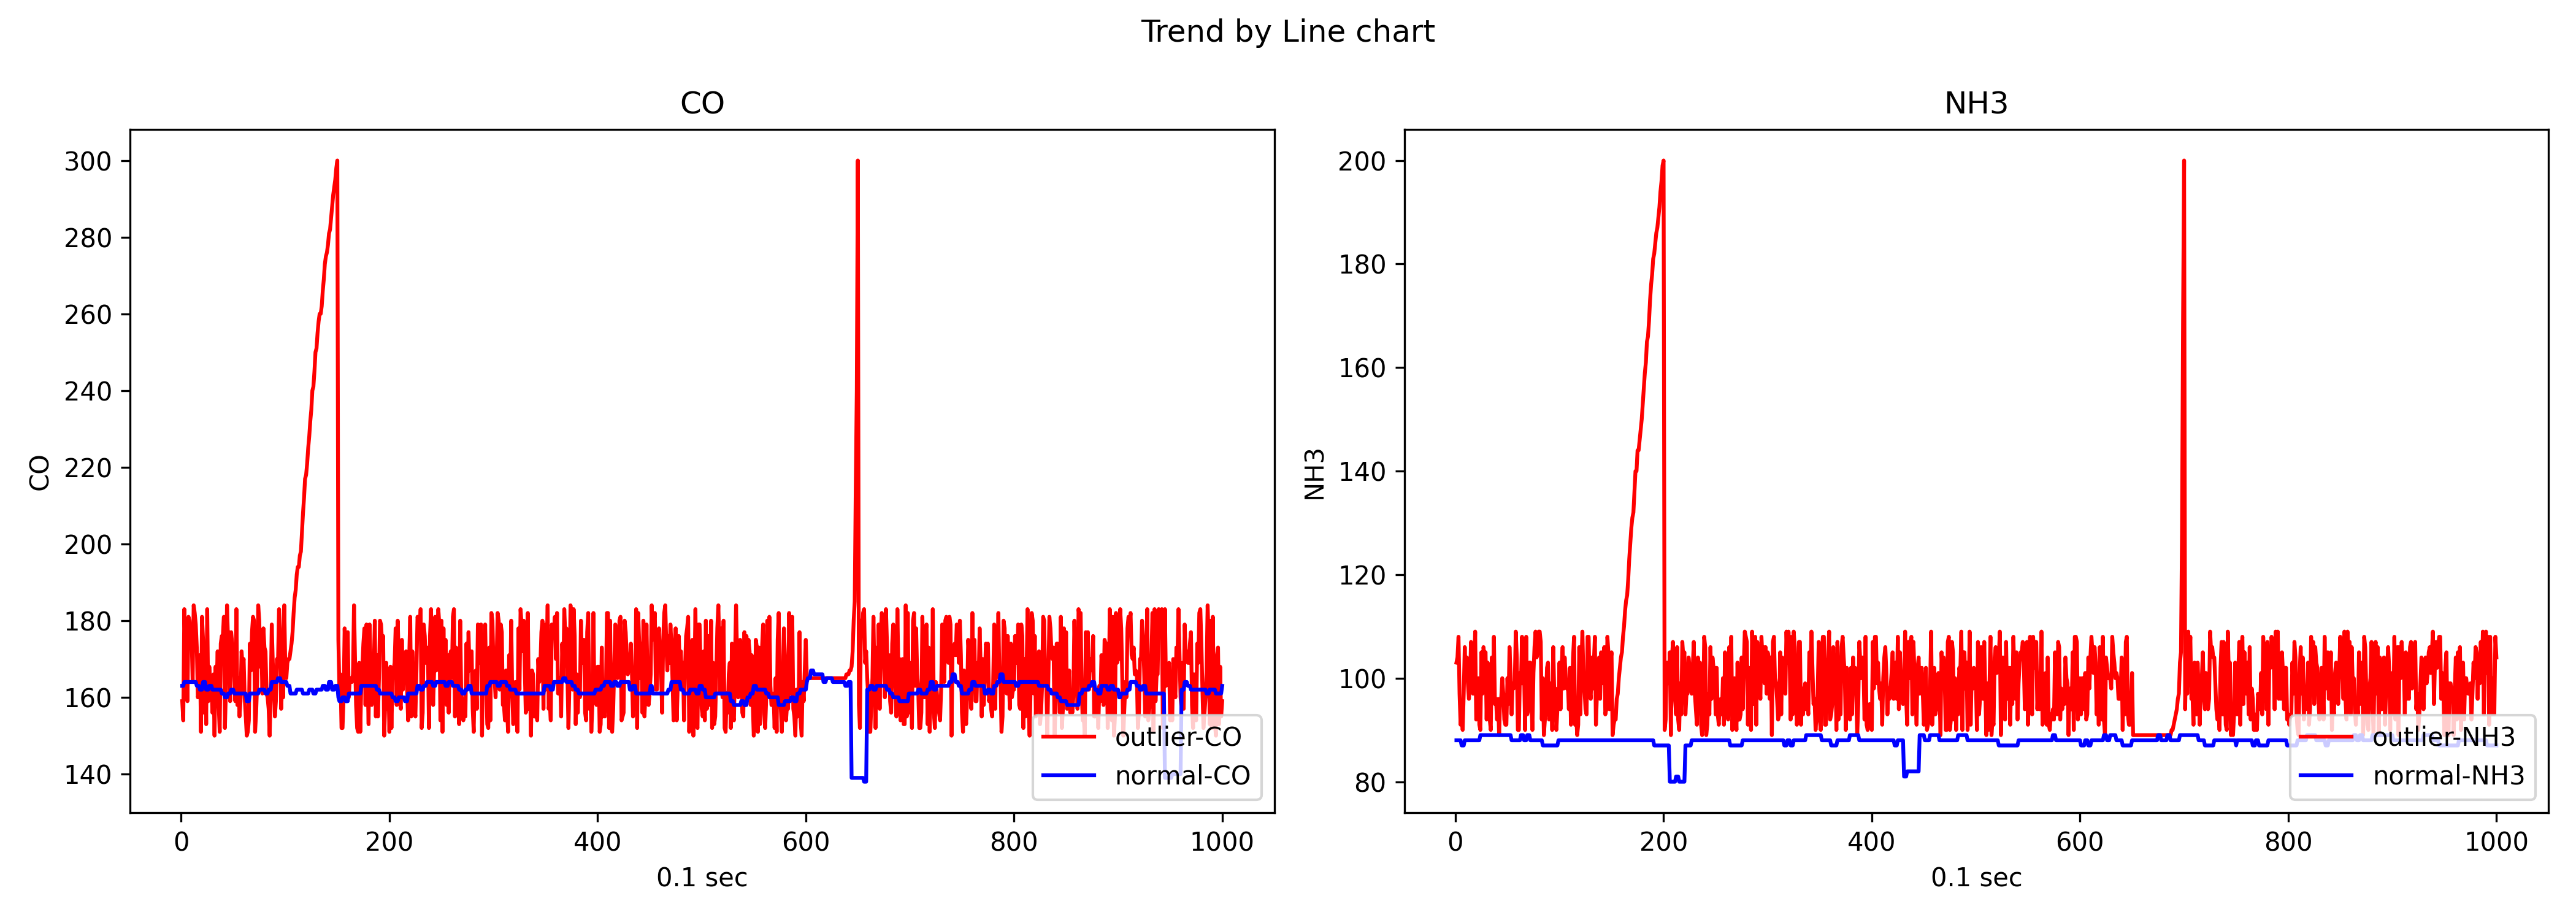 Trend by Line chart
CO
300
280
260
240
220
200
180
160
140
CO
0 200 400 600 800 1000
0.1 sec
outlier-CO
normal-CO
NH3
200
180
160
140
120
100
80
NH3
0 200 400 600 800 1000
0.1 sec
outlier-NH3
normal-NH3